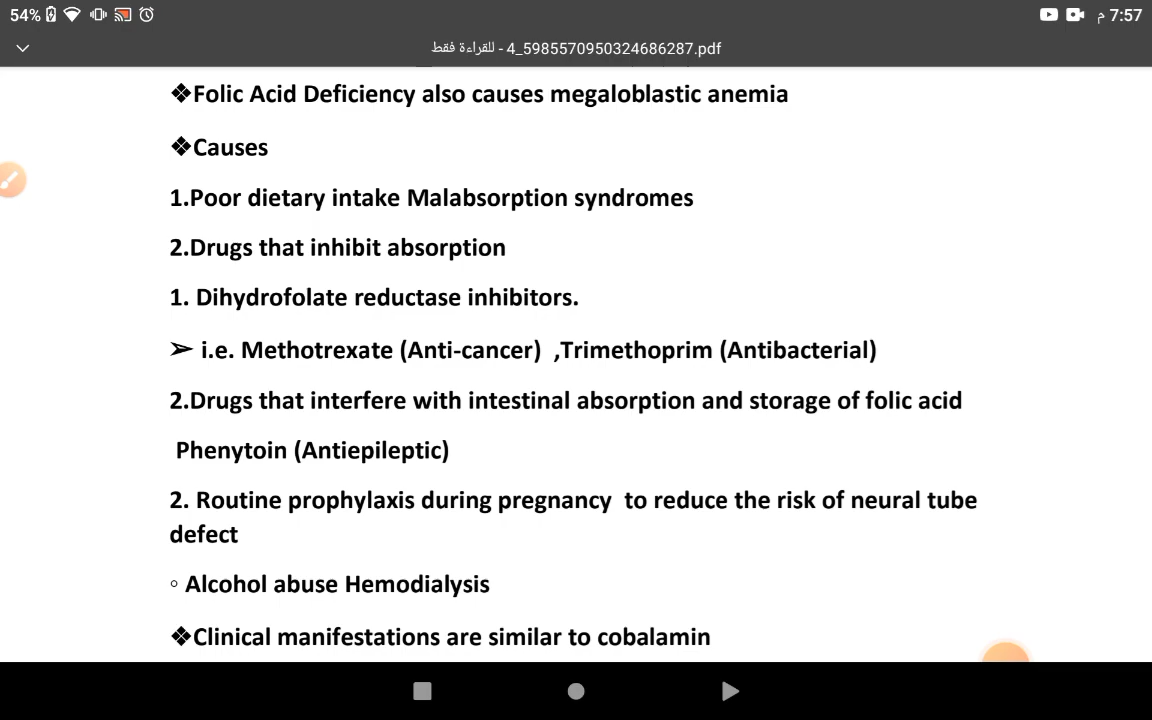 54% م 7:57
4_5985570950324686287.pdf - للقراءة فقط
❖Folic Acid Deficiency also causes megaloblastic anemia
❖Causes
1.Poor dietary intake Malabsorption syndromes
2.Drugs that inhibit absorption
1. Dihydrofolate reductase inhibitors.
➢ i.e. Methotrexate (Anti-cancer)  ,Trimethoprim (Antibacterial)
2.Drugs that interfere with intestinal absorption and storage of folic acid
Phenytoin (Antiepileptic)
2. Routine prophylaxis during pregnancy  to reduce the risk of neural tube
defect
◦ Alcohol abuse Hemodialysis
❖Clinical manifestations are similar to cobalamin